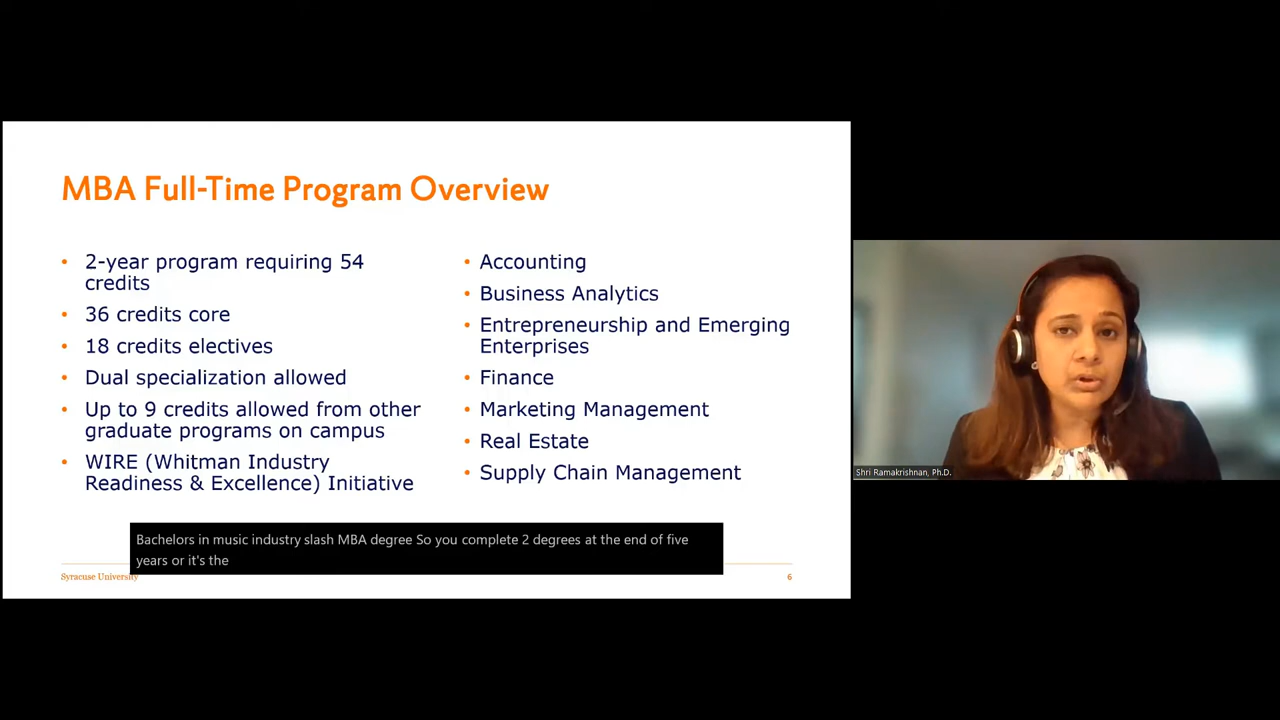 MBA Full-Time Program Overview
• 2-year program requiring 54
credits
• 36 credits core
• 18 credits electives
• Dual specialization allowed
• Up to 9 credits allowed from other
graduate programs on campus
• WIRE (Whitman Industry
Readiness & Excellence) Initiative
• Accounting
• Business Analytics
• Entrepreneurship and Emerging
Enterprises
• Finance
• Marketing Management
• Real Estate
• Supply Chain Management
Bachelors in music industry slash MBA degree So you complete 2 degrees at the end of five
years or it's the
Syracuse University
6
Shri Ramakrishnan, Ph.D.